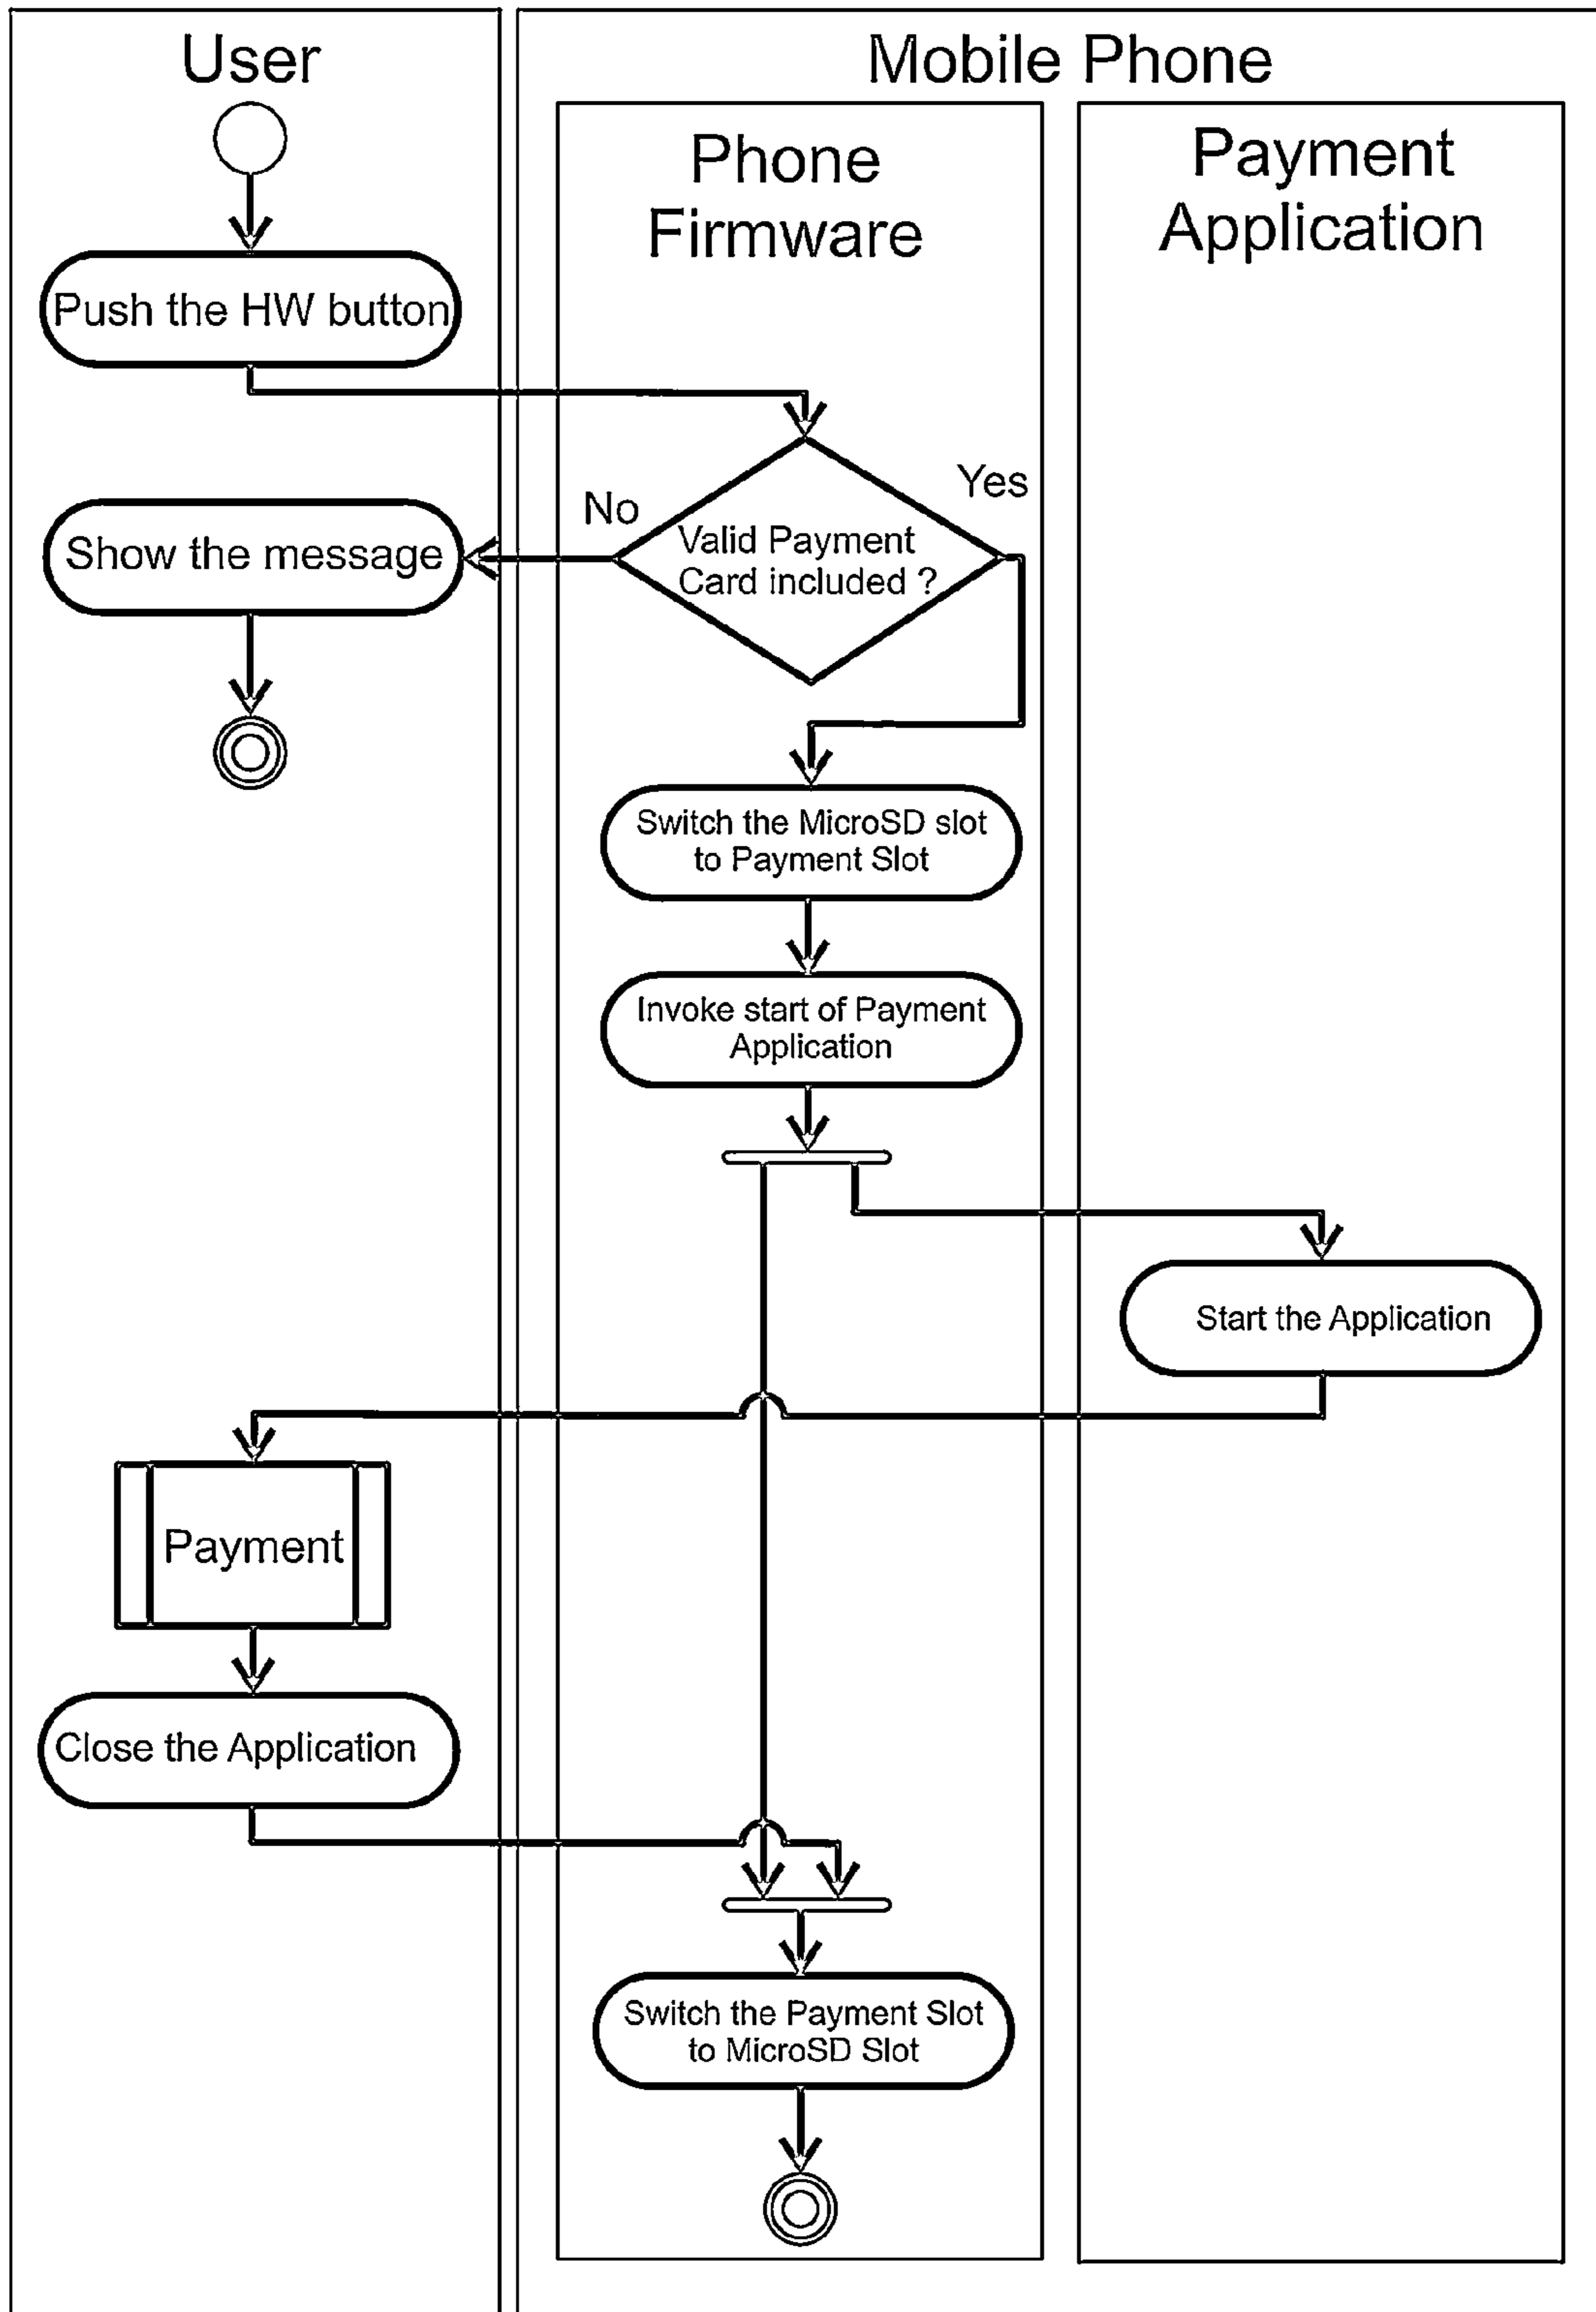 User
Mobile Phone
Phone
Firmware
Payment
Application
Push the HW button
No
Yes
Show the message
Valid Payment
Card included ?
Switch the MicroSD slot
to Payment Slot
Invoke start of Payment
Application
Start the Application
Payment
Close the Application
Switch the Payment Slot
to MicroSD Slot